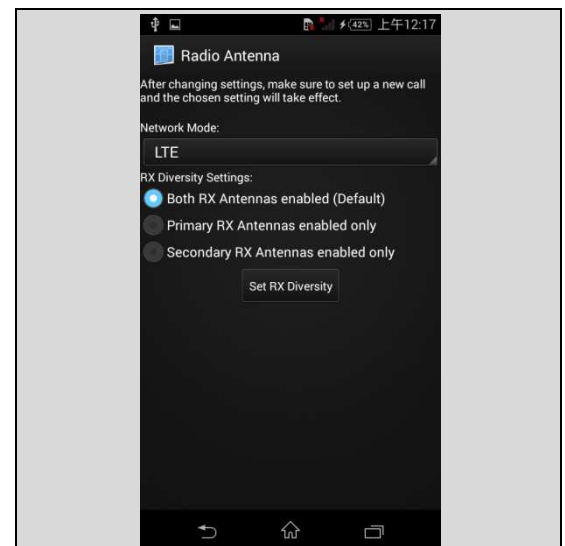 42% 上午12:17
Radio Antenna
After changing settings, make sure to set up a new call
and the chosen setting will take effect.
Network Mode:
LTE
RX Diversity Settings:
Both RX Antennas enabled (Default)
Primary RX Antennas enabled only
Secondary RX Antennas enabled only
Set RX Diversity